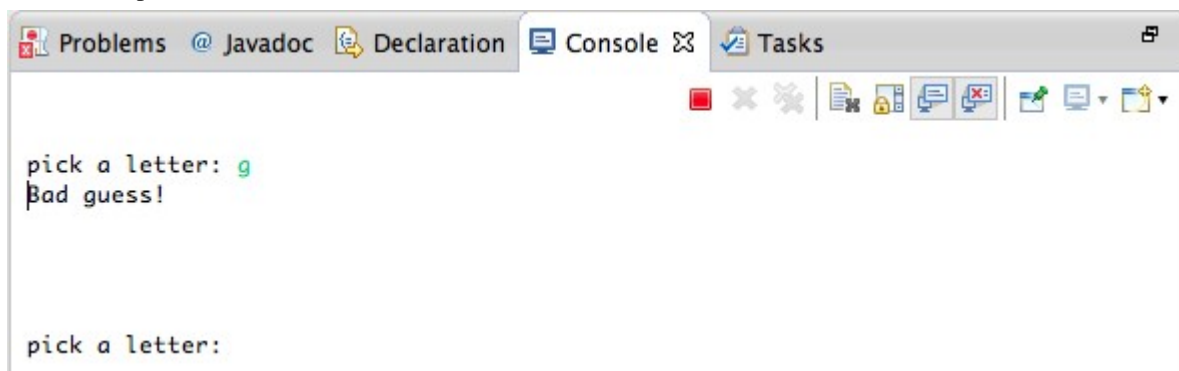 Problems @ Javadoc Declaration Console Tasks
pick a letter: g
Bad guess!
pick a letter: